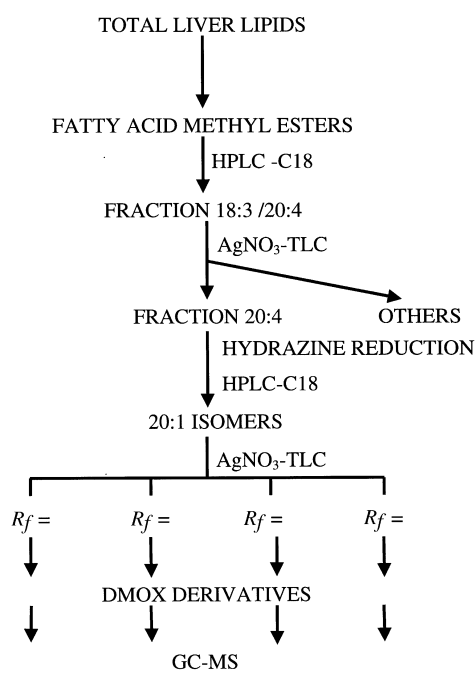 TOTAL LIVER LIPIDS
FATTY ACID METHYL ESTERS
HPLC -C18
FRACTION 18:3 /20:4
AgNO₃-TLC
FRACTION 20:4
OTHERS
HYDRAZINE REDUCTION
HPLC-C18
20:1 ISOMERS
AgNO₃-TLC
Rf = Rf = Rf = Rf =
DMOX DERIVATIVES
GC-MS